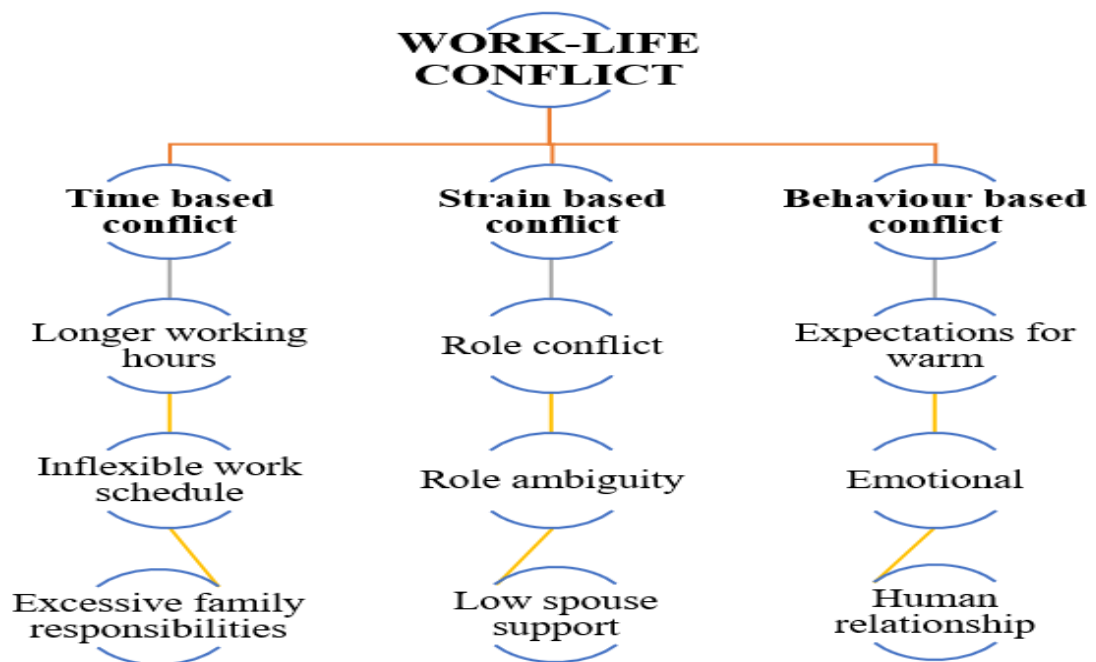 WORK-LIFE
CONFLICT
Time based
conflict
Strain based
conflict
Behaviour based
conflict
Longer working
hours
Role conflict
Expectations for
warm
Inflexible work
schedule
Role ambiguity
Emotional
Excessive family
responsibilities
Low spouse
support
Human
relationship